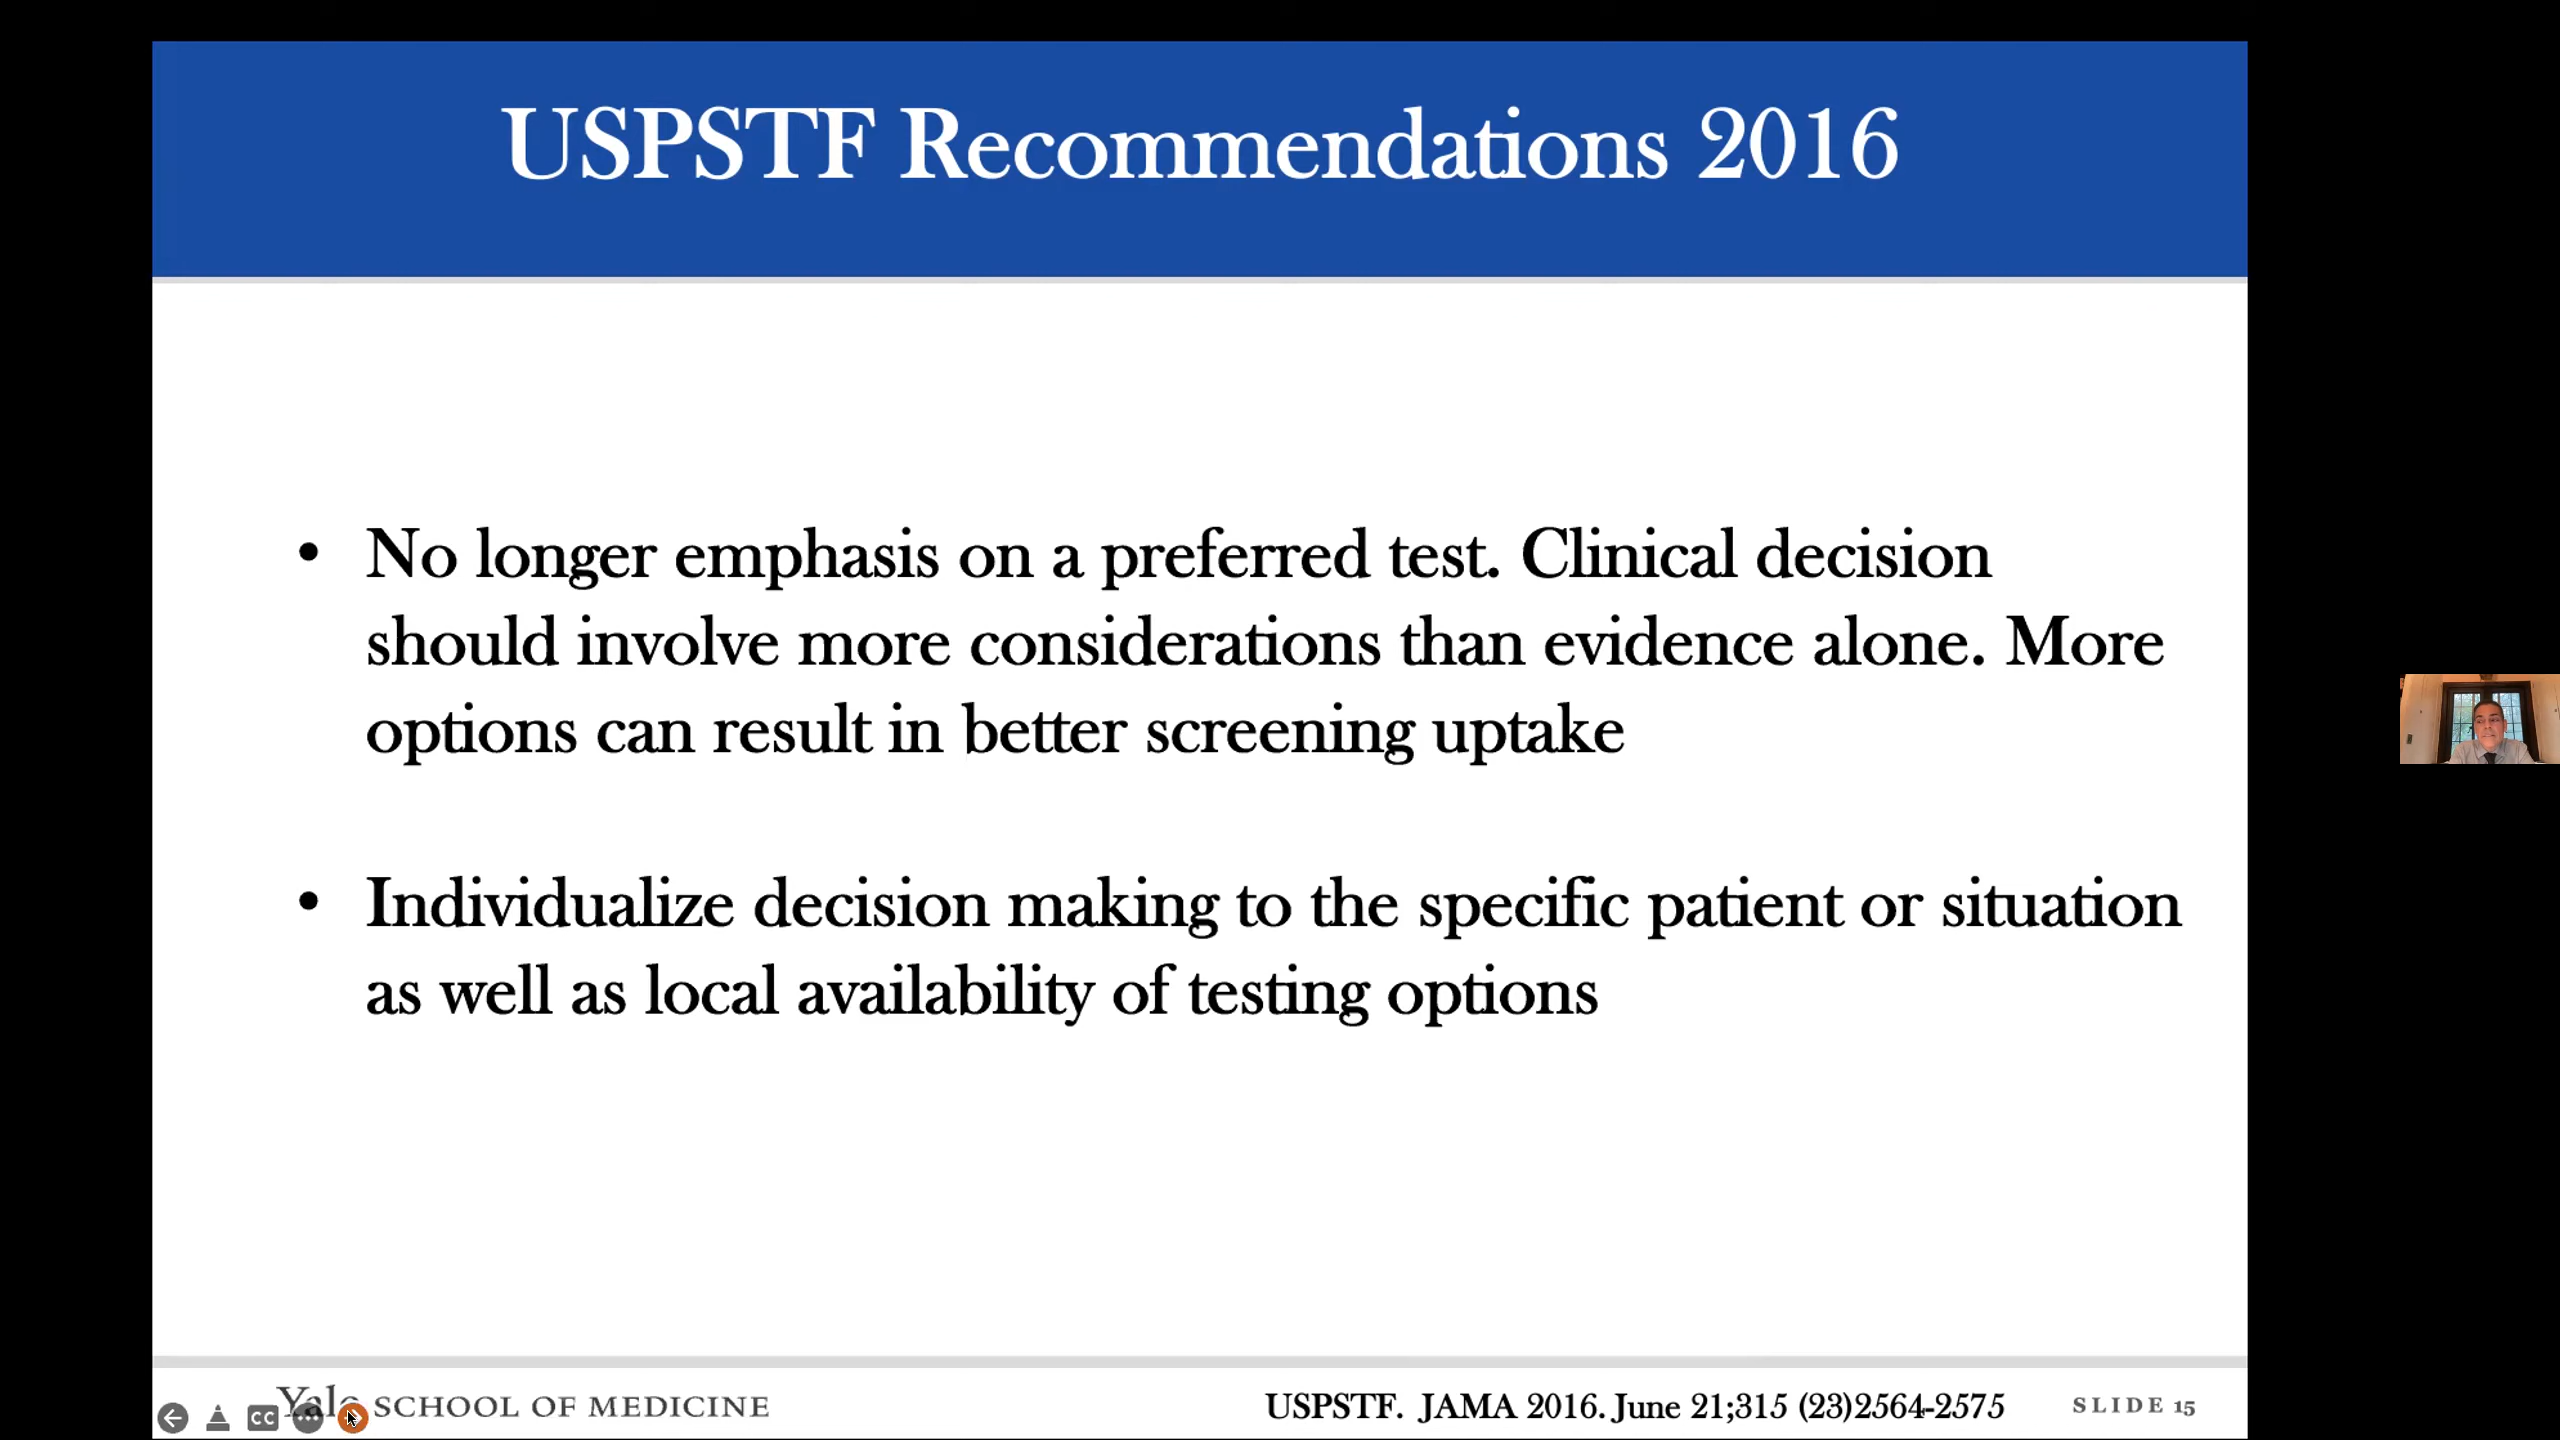 USPSTF Recommendations 2016
• No longer emphasis on a preferred test. Clinical decision
should involve more considerations than evidence alone. More
options can result in better screening uptake
• Individualize decision making to the specific patient or situation
as well as local availability of testing options
CC
Yale SCHOOL OF MEDICINE
USPSTF. JAMA 2016. June 21;315 (23)2564-2575
SLIDE 15